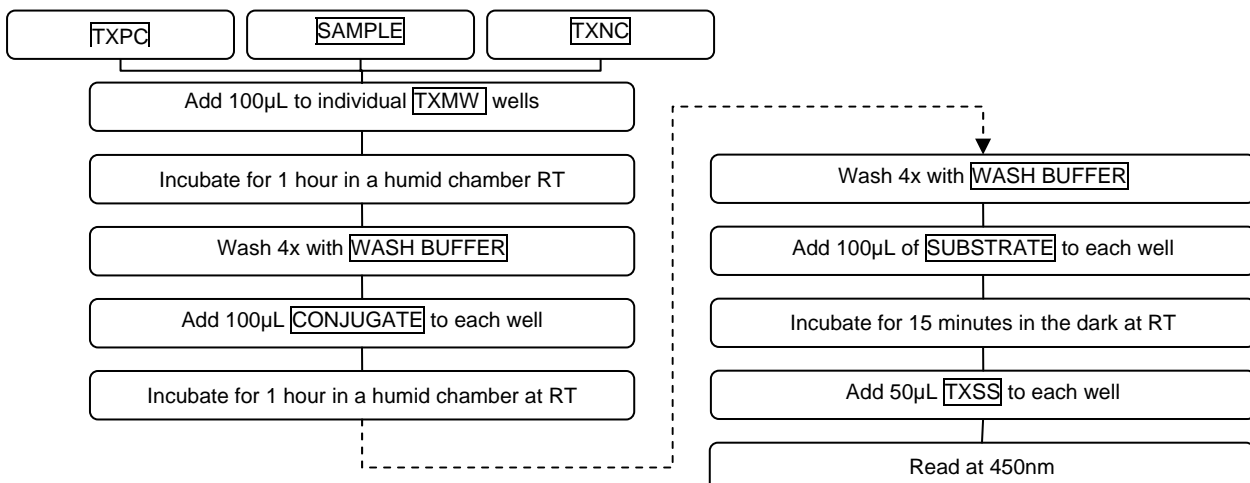 TXPC
SAMPLE
TXNC
Add 100µL to individual TXMW wells
Incubate for 1 hour in a humid chamber RT
Wash 4x with WASH BUFFER
Add 100µL CONJUGATE to each well
Incubate for 1 hour in a humid chamber at RT
Wash 4x with WASH BUFFER
Add 100µL of SUBSTRATE to each well
Incubate for 15 minutes in the dark at RT
Add 50µL TXSS to each well
Read at 450nm